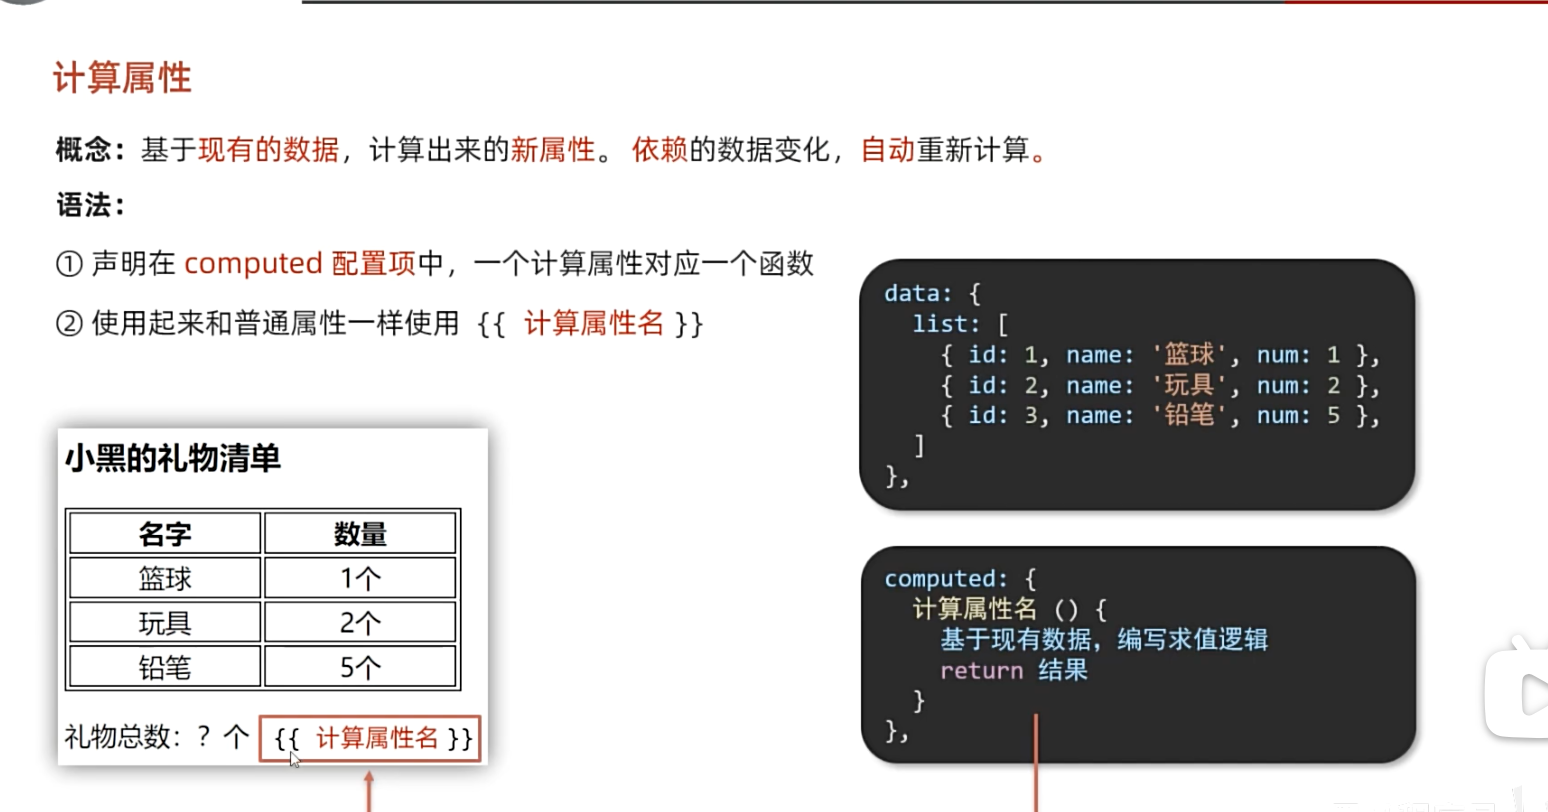 计算属性
概念：基于现有的数据，计算出来的新属性。 依赖的数据变化，自动重新计算。
语法：
① 声明在 computed 配置项中，一个计算属性对应一个函数
② 使用起来和普通属性一样使用 {{ 计算属性名 }}
小黑的礼物清单
名字 数量
篮球 1个
玩具 2个
铅笔 5个
礼物总数：? 个 {{ 计算属性名 }}
data: {
list: [
{ id: 1, name: '篮球', num: 1 },
{ id: 2, name: '玩具', num: 2 },
{ id: 3, name: '铅笔', num: 5 },
]
},
computed: {
计算属性名 () {
基于现有数据，编写求值逻辑
return 结果
}
},